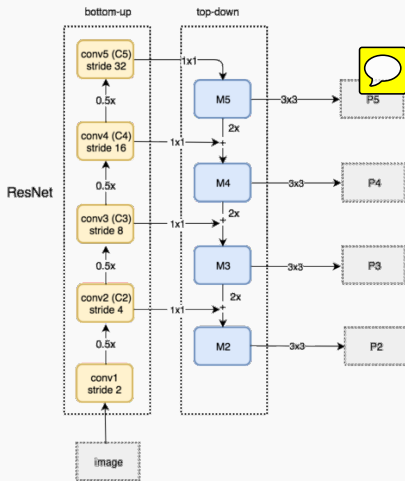 bottom-up
top-down
conv5 (C5)
stride 32
1x1
0.5x
M5
3x3
P5
2x
conv4 (C4)
stride 16
1x1
+
0.5x
M4
3x3
P4
2x
ResNet
conv3 (C3)
stride 8
1x1
+
0.5x
M3
3x3
P3
2x
conv2 (C2)
stride 4
1x1
+
0.5x
M2
3x3
P2
conv1
stride 2
image